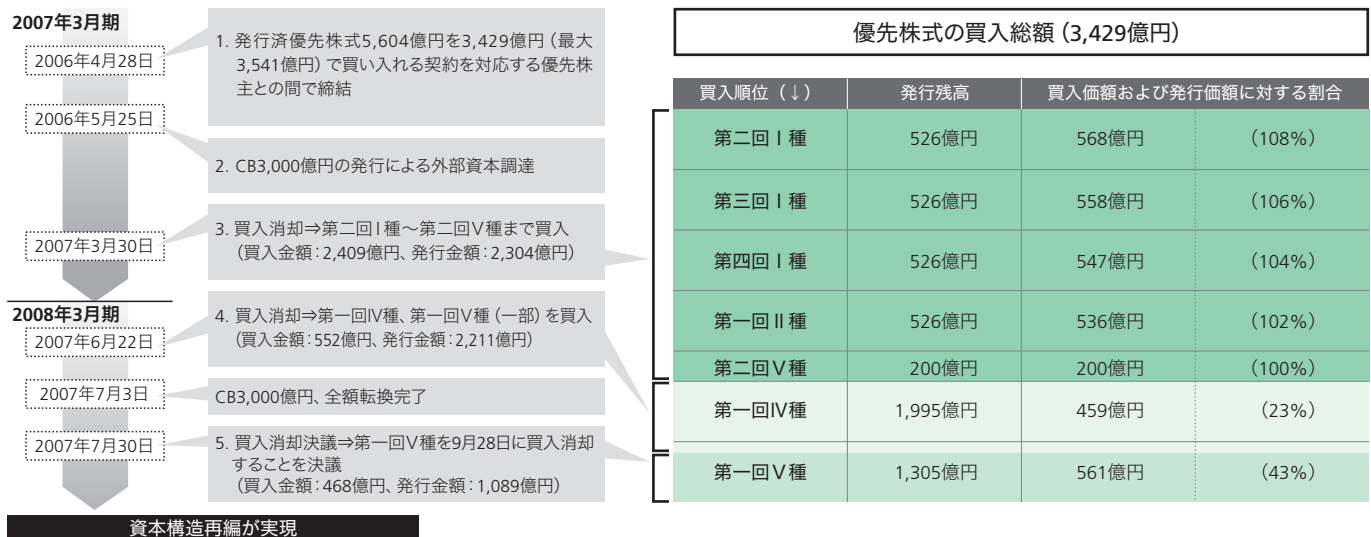 2007年3月期
2006年4月28日
1. 発行済優先株式5,604億円を3,429億円（最大
3,541億円）で買い入れる契約を対応する優先株
主との間で締結
2006年5月25日
2. CB3,000億円の発行による外部資本調達
2007年3月30日
3. 買入消却⇒第二回I種～第二回V種まで買入
（買入金額：2,409億円、発行金額：2,304億円）
2008年3月期
2007年6月22日
4. 買入消却⇒第一回IV種、第一回V種（一部）を買入
（買入金額：552億円、発行金額：2,211億円）
2007年7月3日
CB3,000億円、全額転換完了
2007年7月30日
5. 買入消却決議⇒第一回V種を9月28日に買入消却
することを決議
（買入金額：468億円、発行金額：1,089億円）
資本構造再編が実現
優先株式の買入総額（3,429億円）
買入順位（↓） 発行残高 買入価額および発行価額に対する割合
第二回I種 526億円 568億円 （108%）
第三回I種 526億円 558億円 （106%）
第四回I種 526億円 547億円 （104%）
第一回II種 526億円 536億円 （102%）
第二回V種 200億円 200億円 （100%）
第一回IV種 1,995億円 459億円 （23%）
第一回V種 1,305億円 561億円 （43%）